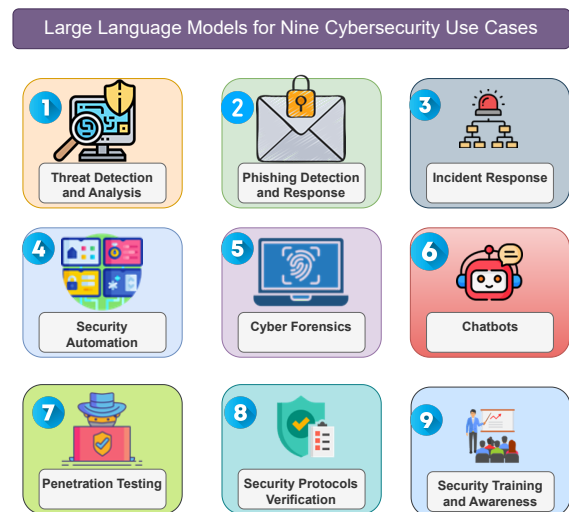 Large Language Models for Nine Cybersecurity Use Cases
1
Threat Detection
and Analysis
2
Phishing Detection
and Response
3
Incident Response
4
Security
Automation
5
Cyber Forensics
6
Chatbots
7
Penetration Testing
8
Security Protocols
Verification
9
Security Training
and Awareness